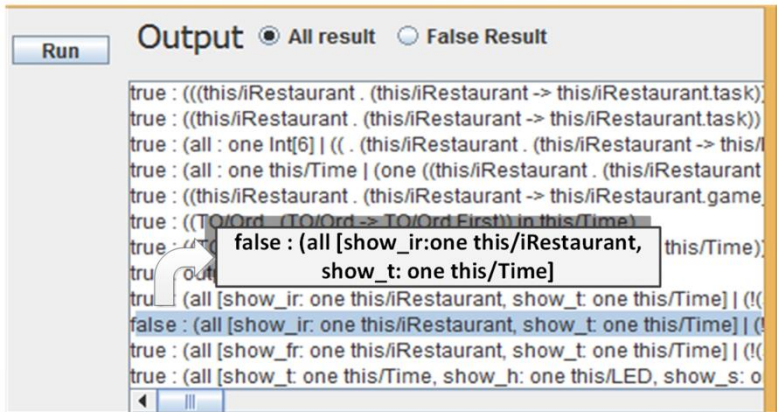 Run
Output All result False Result
true : (((this/iRestaurant . (this/iRestaurant -> this/iRestaurant.task))
true : ((this/iRestaurant . (this/iRestaurant -> this/iRestaurant.task))
true : (all : one Int[6] | (( . (this/iRestaurant . (this/iRestaurant -> this/
true : (all : one this/Time | (one ((this/iRestaurant . (this/iRestaurant
true : ((this/iRestaurant . (this/iRestaurant -> this/iRestaurant.game_
true : ((TO/Ord . (TO/Ord -> TO/Ord.First)) in this/Time)
true : ((TO this/Time))
false : (all [show_ir:one this/iRestaurant,
show_t: one this/Time]
true : (all [show_ir: one this/iRestaurant, show_t: one this/Time] | (!(
false : (all [show_ir: one this/iRestaurant, show_t: one this/Time] | (!
true : (all [show_fr: one this/iRestaurant, show_t: one this/Time] | (!(
true : (all [show_t: one this/Time, show_h: one this/LED, show_s: o